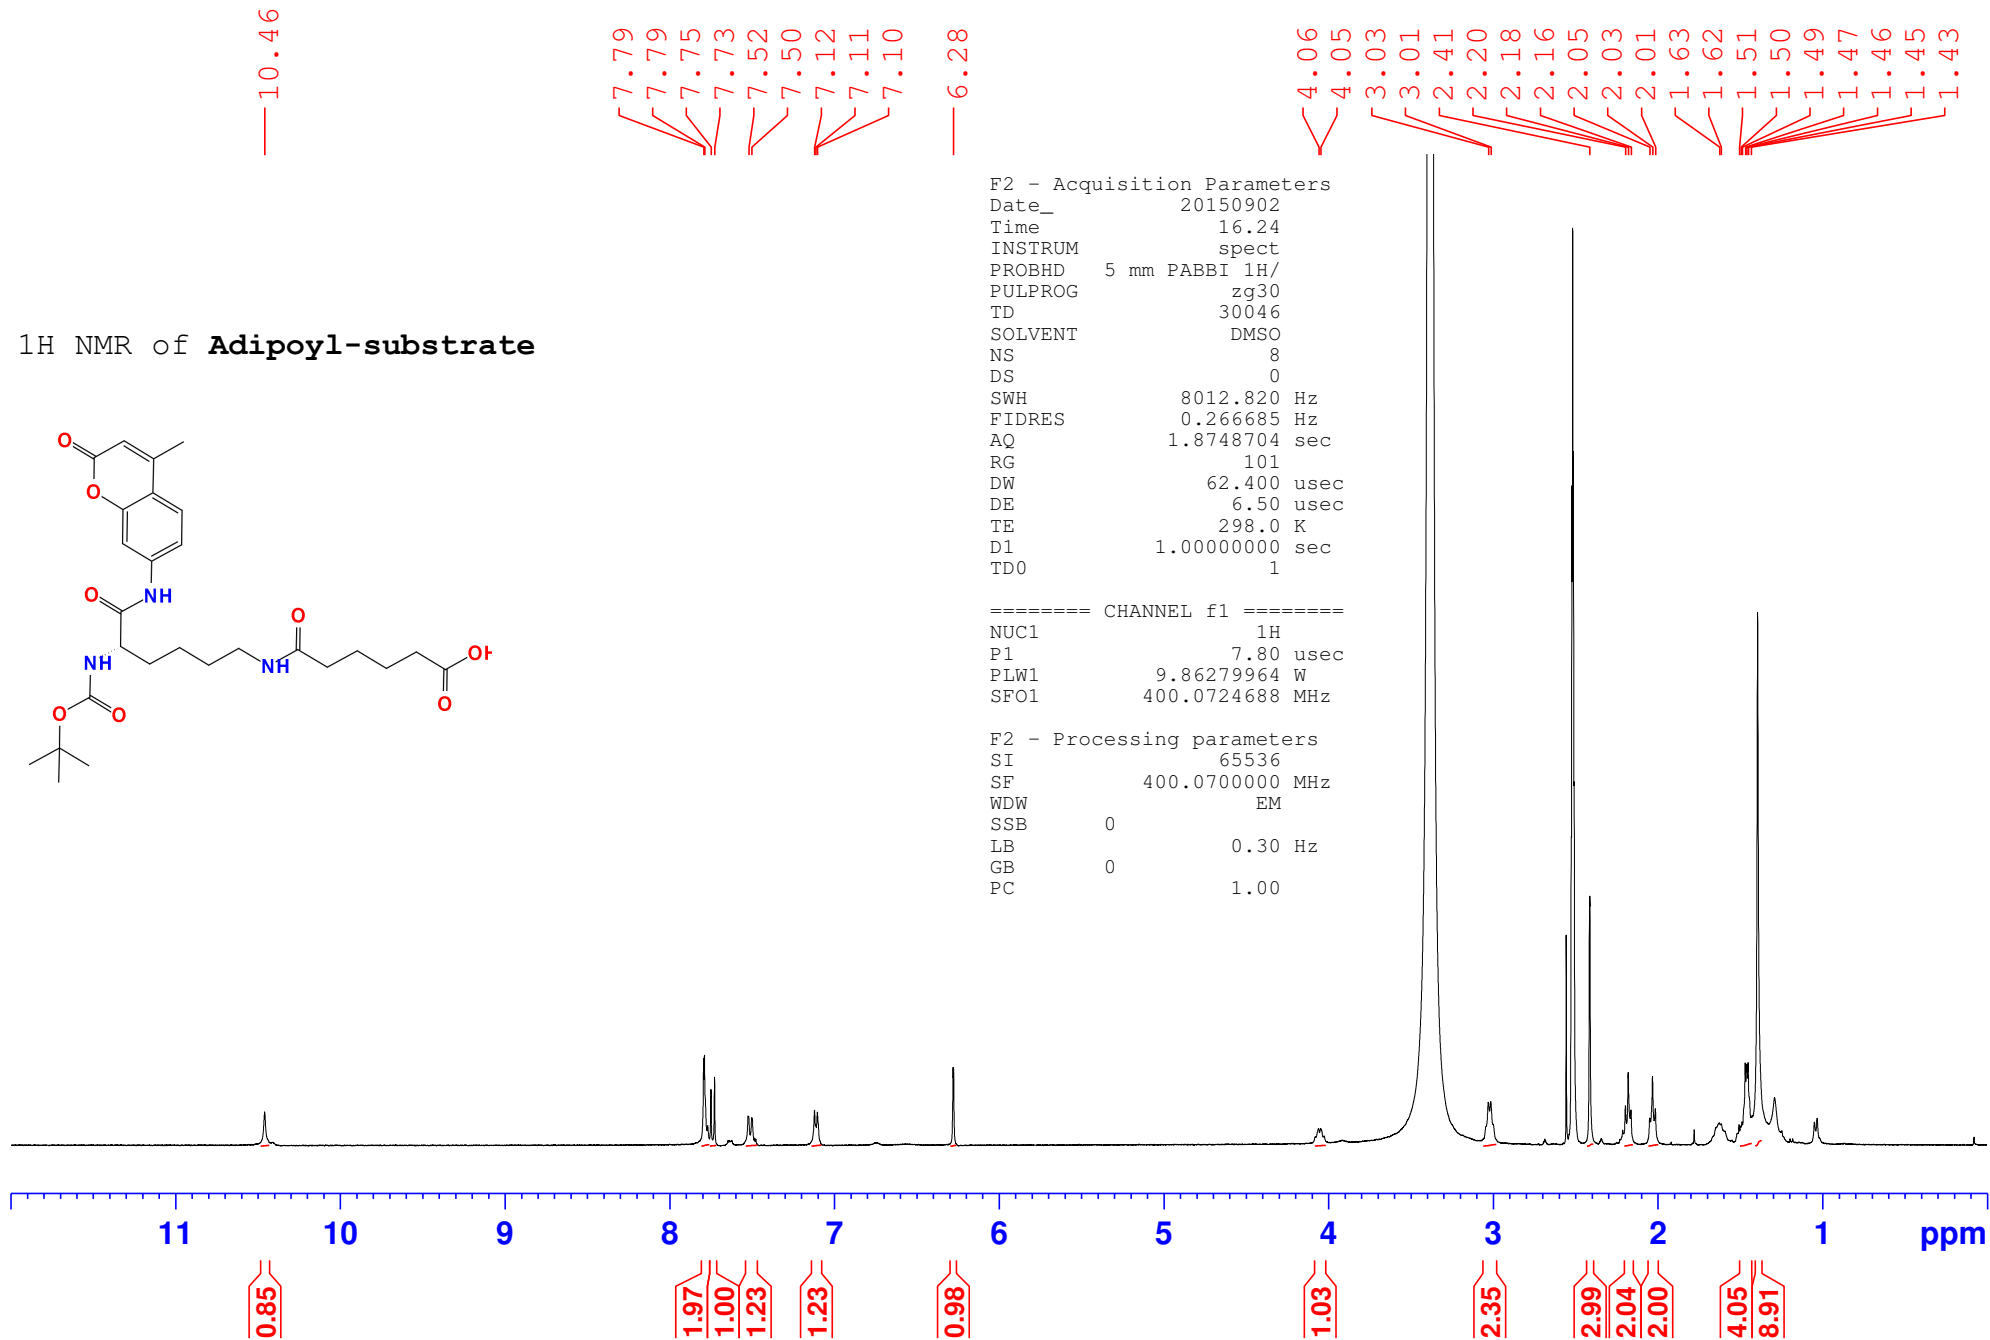 10.46
7.79
7.79
7.75
7.73
7.52
7.50
7.12
7.11
7.10
6.28
4.06
4.05
3.03
3.01
2.41
2.20
2.18
2.16
2.05
2.03
2.01
1.63
1.62
1.51
1.50
1.49
1.47
1.46
1.45
1.43
1H NMR of Adipoyl-substrate
O
O
O
NH
O
NH
NH
O
OH
O
O
O
F2 - Acquisition Parameters
Date_ 20150902
Time 16.24
INSTRUM spect
PROBHD 5 mm PABBI 1H/
PULPROG zg30
TD 30046
SOLVENT DMSO
NS 8
DS 0
SWH 8012.820 Hz
FIDRES 0.266685 Hz
AQ 1.8748704 sec
RG 101
DW 62.400 usec
DE 6.50 usec
TE 298.0 K
D1 1.00000000 sec
TD0 1
======== CHANNEL f1 ========
NUC1 1H
P1 7.80 usec
PLW1 9.86279964 W
SFO1 400.0724688 MHz
F2 - Processing parameters
SI 65536
SF 400.0700000 MHz
WDW EM
SSB 0
LB 0.30 Hz
GB 0
PC 1.00
11 10 9 8 7 6 5 4 3 2 1 ppm
0.85
1.97
1.00
1.23
1.23
0.98
1.03
2.35
2.99
2.04
2.00
4.05
8.91